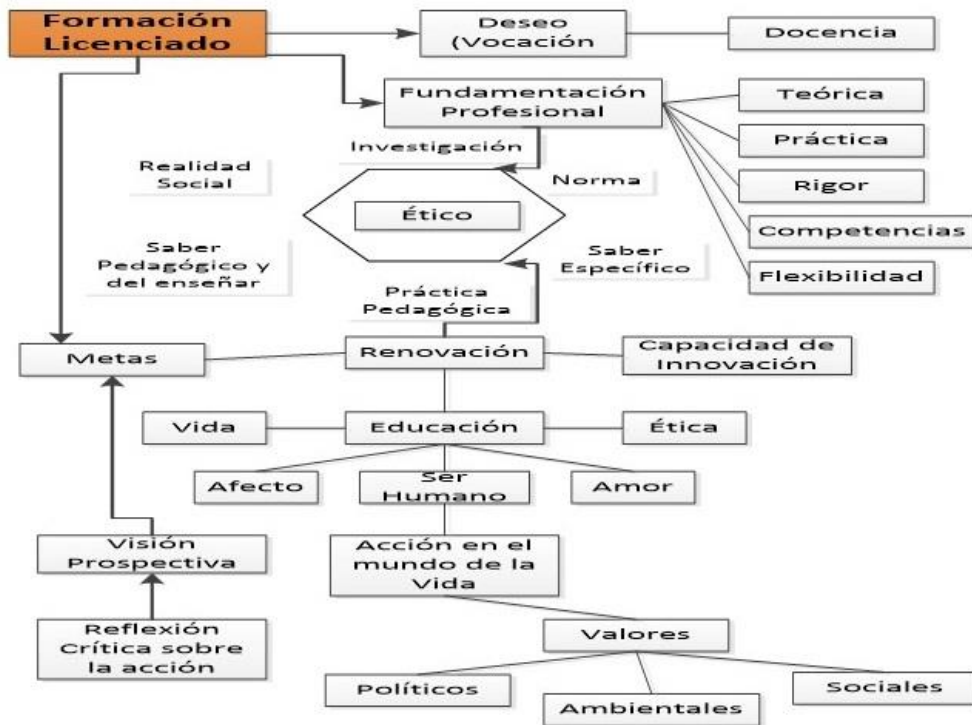 Formación
Licenciado
Deseo
(Vocación
Docencia
Fundamentación
Profesional
Teórica
Práctica
Rigor
Competencias
Flexibilidad
Investigación
Realidad
Social
Norma
Ético
Saber
Pedagógico y
del enseñar
Saber
Específico
Práctica
Pedagógica
Metas
Renovación
Capacidad de
Innovación
Vida
Educación
Ética
Afecto
Ser
Humano
Amor
Visión
Prospectiva
Acción en el
mundo de la
Vida
Reflexión
Crítica sobre
la acción
Valores
Políticos
Ambientales
Sociales